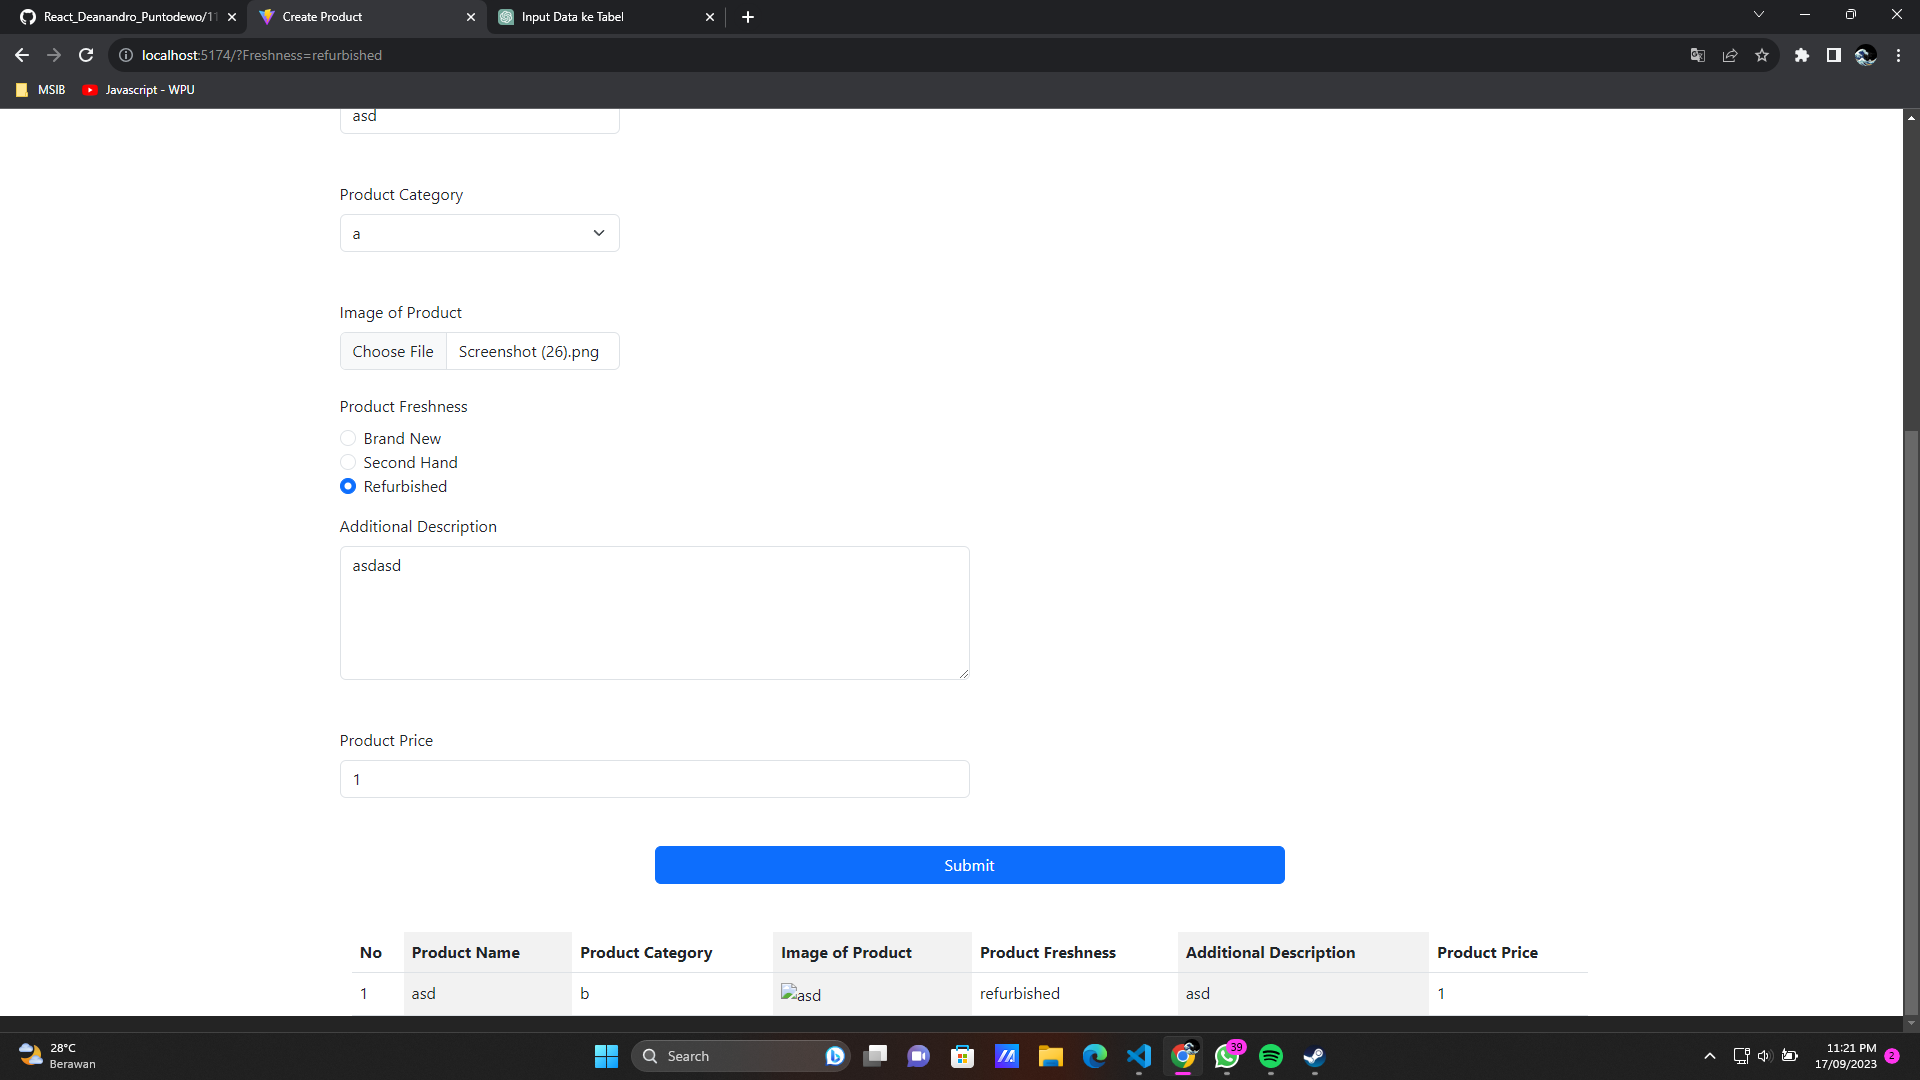 React_Deanandro_Puntodewo/11
Create Product
Input Data ke Tabel
localhost:5174/?Freshness=refurbished
MSIB
Javascript - WPU
asd
Product Category
a
Image of Product
Choose File Screenshot (26).png
Product Freshness
Brand New
Second Hand
Refurbished
Additional Description
asdasd
Product Price
1
Submit
No Product Name Product Category Image of Product Product Freshness Additional Description Product Price
1 asd b asd refurbished asd 1
28°C
Berawan
Search
39
11:21 PM
17/09/2023
2